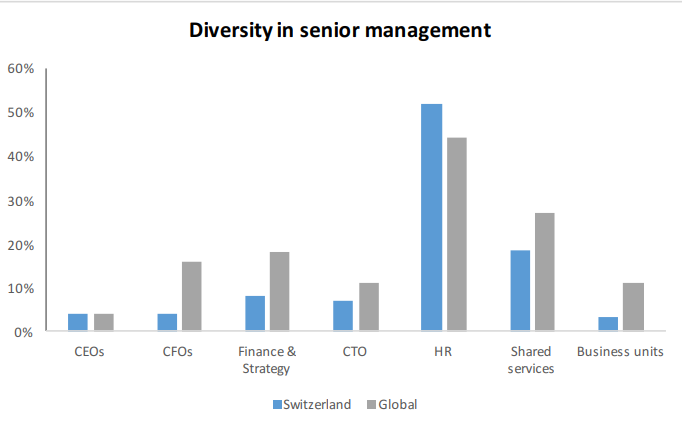 Diversity in senior management
60%
50%
40%
30%
20%
10%
0%
CEOs
CFOs
Finance &
Strategy
CTO
HR
Shared
services
Business units
Switzerland
Global